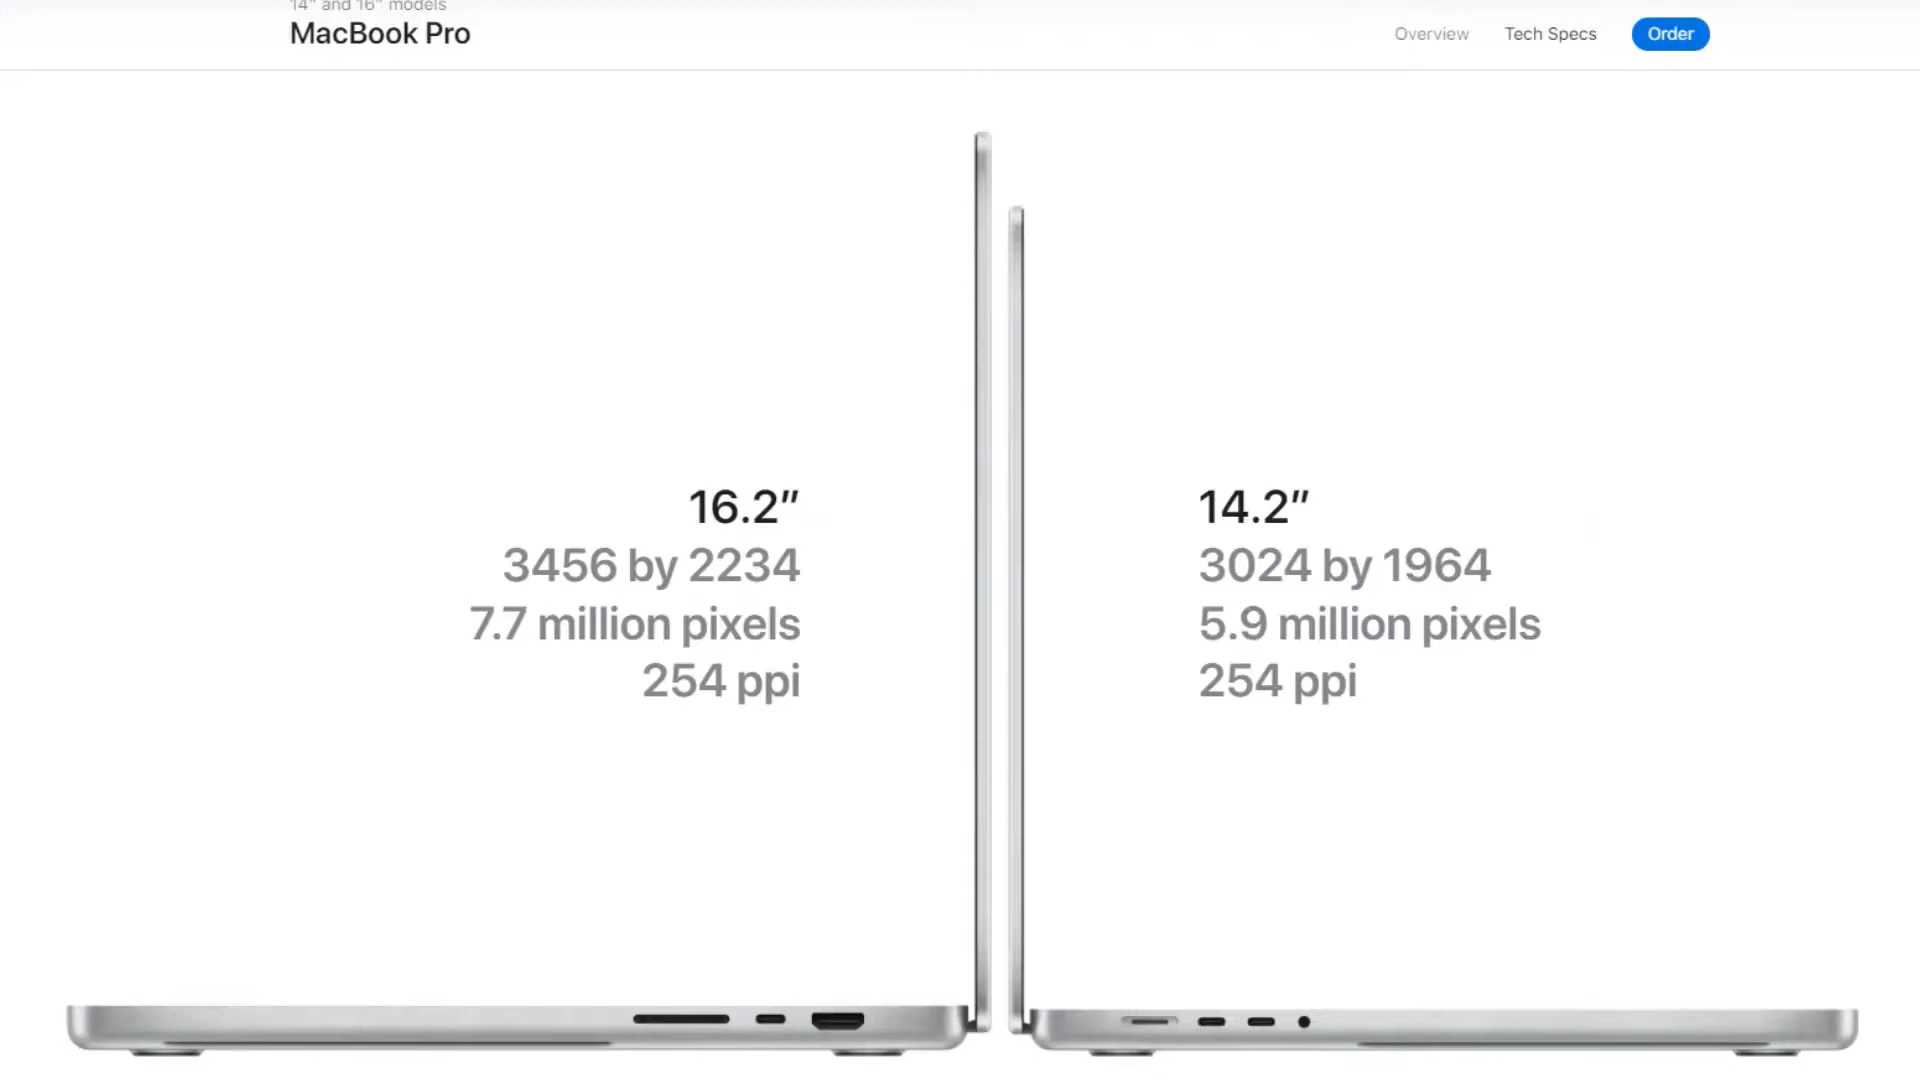 14" and 16" models
MacBook Pro
Overview
Tech Specs
Order
16.2”
3456 by 2234
7.7 million pixels
254 ppi
14.2”
3024 by 1964
5.9 million pixels
254 ppi